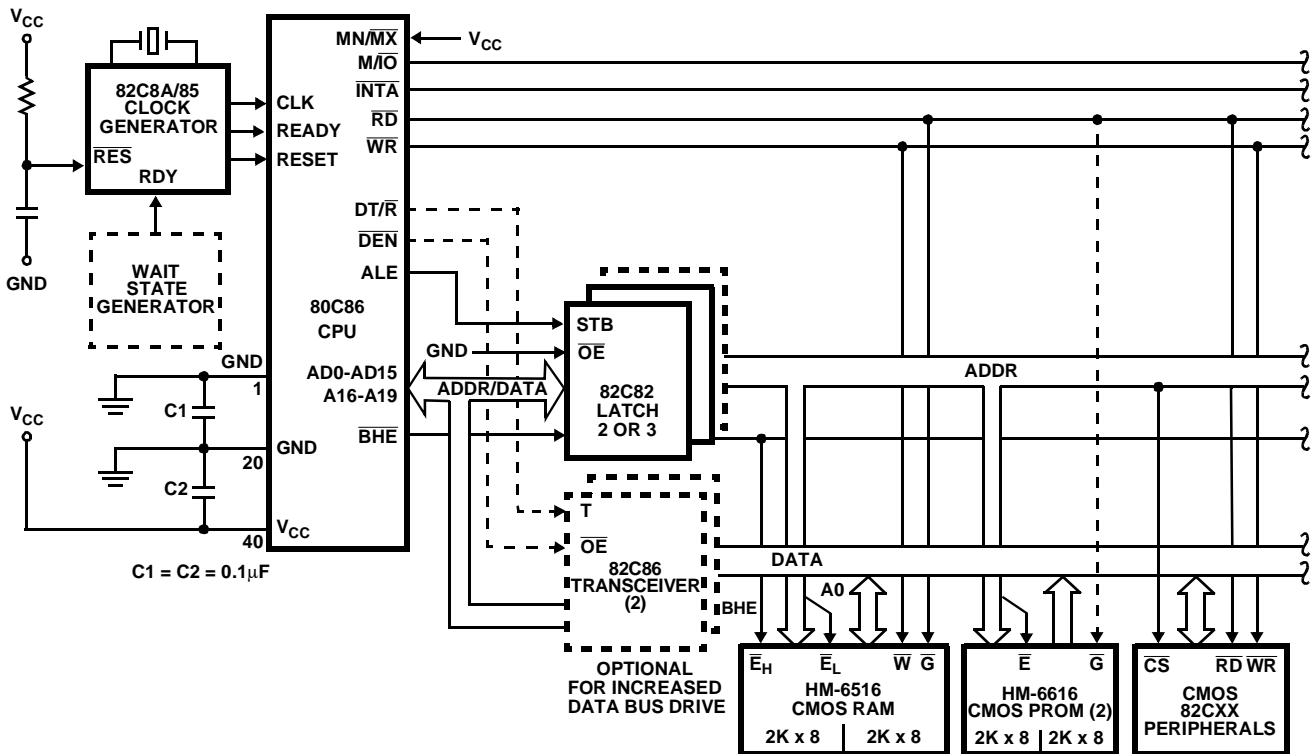 VCC
82C8A/85
CLOCK
GENERATOR
RES
RDY
GND
WAIT
STATE
GENERATOR
MN/MX
VCC
M/IO
INTA
CLK
RD
READY
WR
RESET
DT/R
DEN
ALE
80C86
CPU
GND
1
AD0-AD15
A16-A19
BHE
C1
VCC
GND
20
C2
VCC
40
C1 = C2 = 0.1μF
ADDR/DATA
STB
GND
OE
82C82
LATCH
2 OR 3
ADDR
T
OE
82C86
TRANSCEIVER
(2)
OPTIONAL
FOR INCREASED
DATA BUS DRIVE
DATA
BHE
A0
EH
EL
W
G
HM-6516
CMOS RAM
2K x 8
2K x 8
E
G
HM-6616
CMOS PROM (2)
2K x 8
2K x 8
CS
RD
WR
CMOS
82CXX
PERIPHERALS